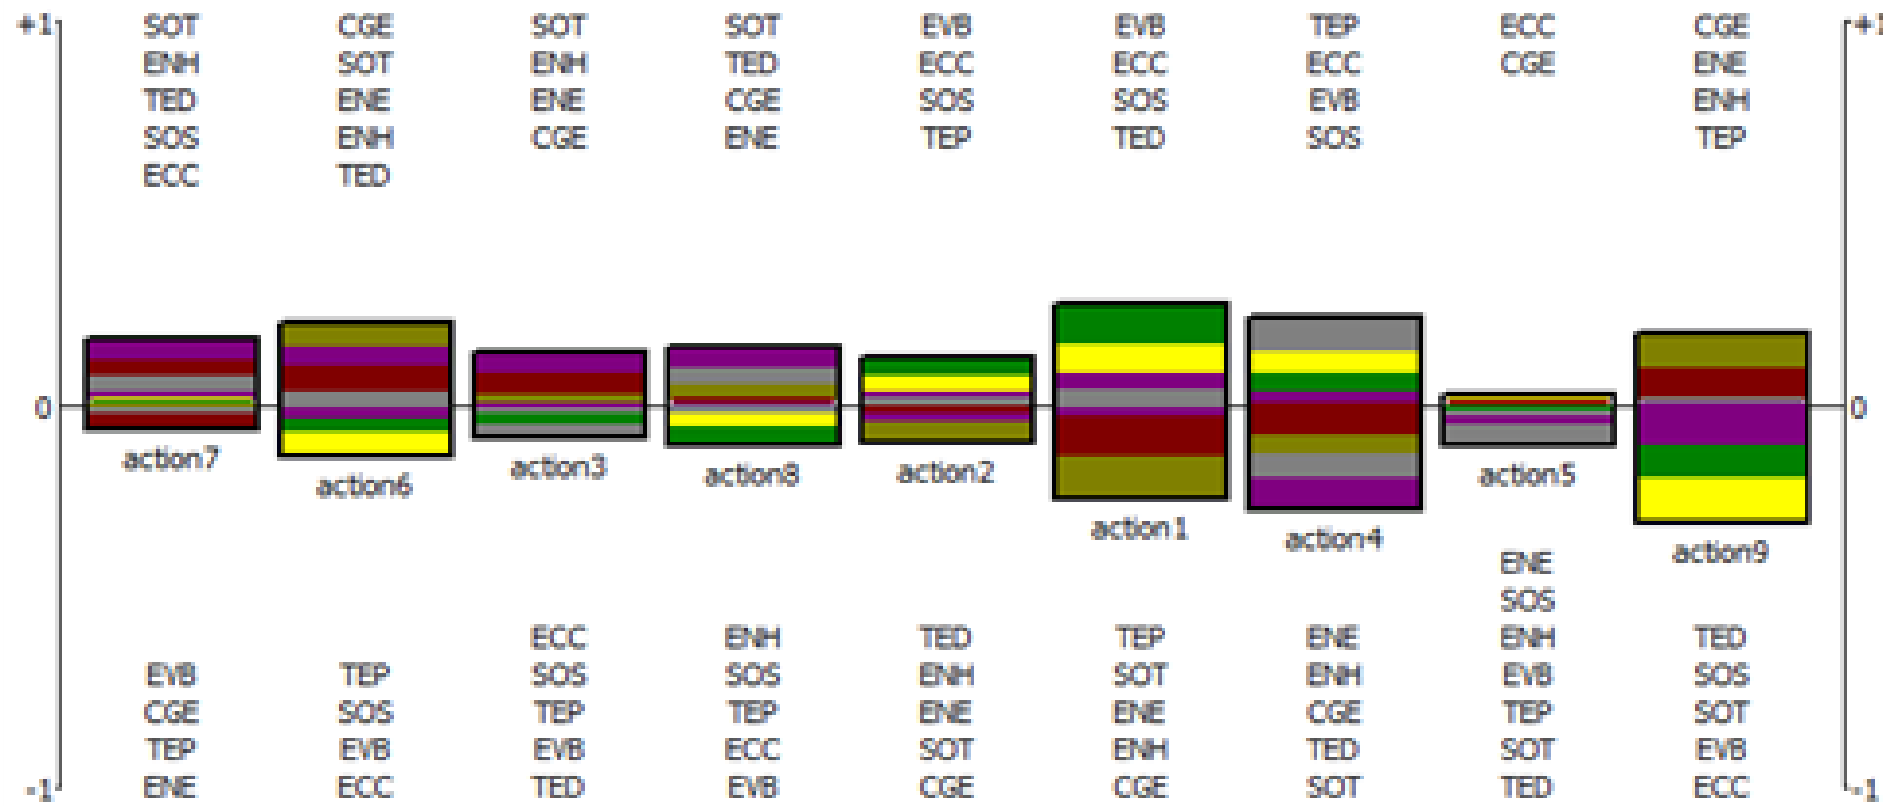 +1 SOT CGE SOT SOT EVB EVB TEP ECC CGE +1
ENH SOT ENH TED ECC ECC ECC CGE ENE
TED ENE ENE CGE SOS SOS EVB ENH
SOS ENH CGE ENE TEP TED SOS TEP
ECC TED
0 0
action7 action6 action3 action8 action2 action1 action4 action5 action9
ENE
SOS
ECC ENH TED TEP ENE ENH TED
EVB TEP SOS SOS ENH SOT ENH EVB SOS
CGE SOS TEP TEP ENE ENE CGE TEP SOT
TEP EVB EVB ECC SOT ENH TED SOT EVB
-1 ENE ECC TED EVB CGE CGE SOT TED ECC -1